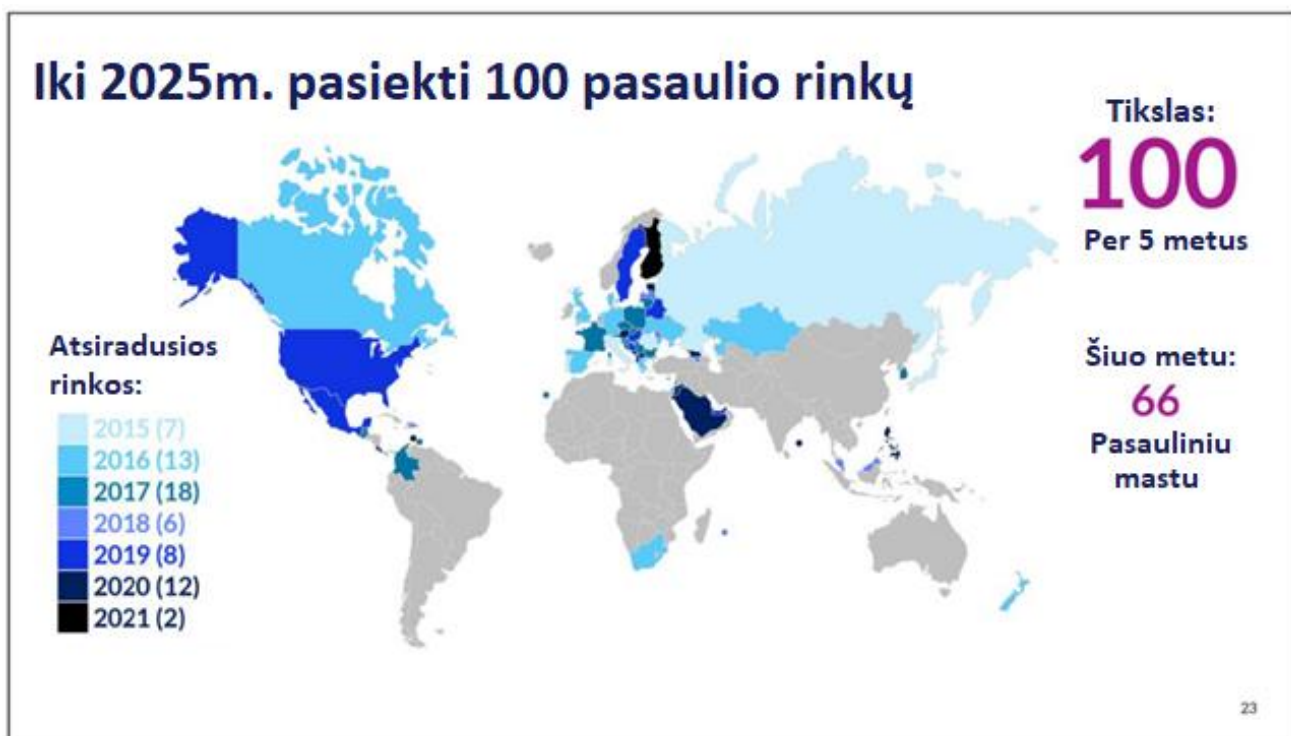 Iki 2025m. pasiekti 100 pasaulio rinkų
Tikslas:
100
Per 5 metus
Šiuo metu:
66
Pasauliniu
mastu
Atsiradusios
rinkos:
2015 (7)
2016 (13)
2017 (18)
2018 (6)
2019 (8)
2020 (12)
2021 (2)
23